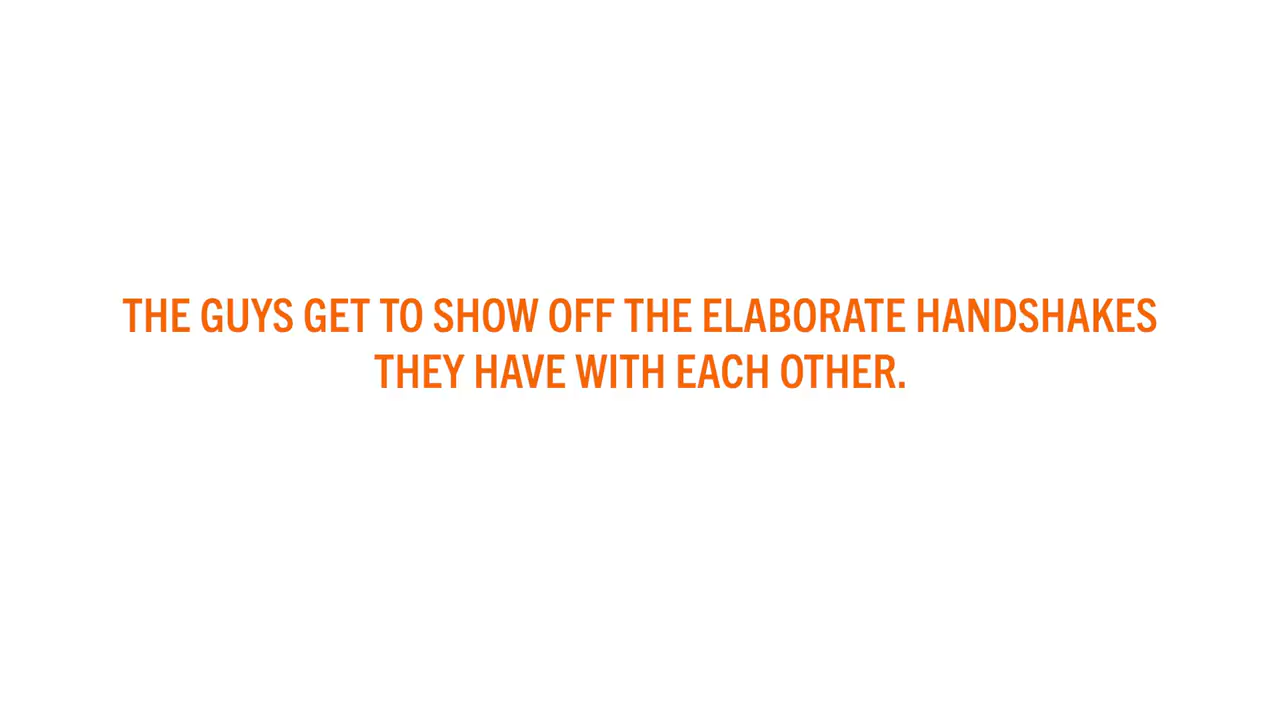 THE GUYS GET TO SHOW OFF THE ELABORATE HANDSHAKES
THEY HAVE WITH EACH OTHER.